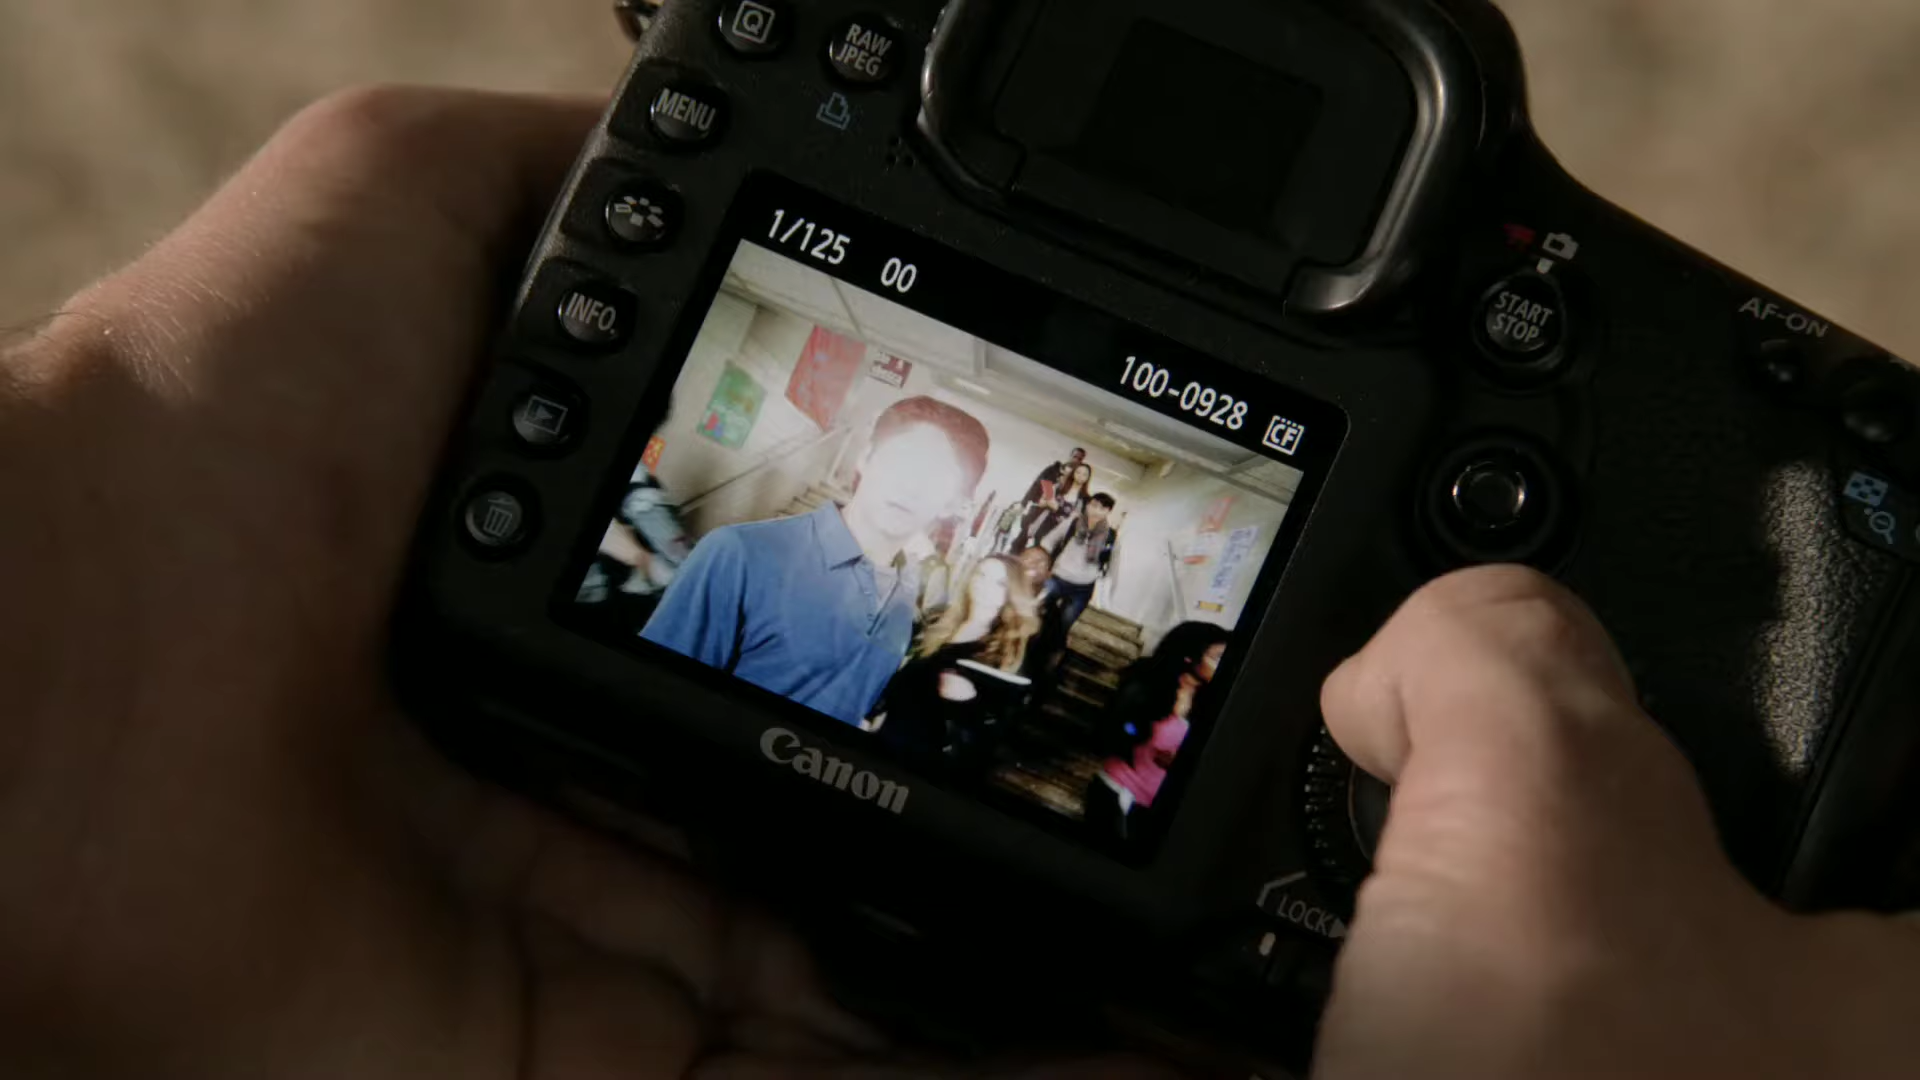 Q
RAW
JPEG
MENU
INFO.
1/125 00
100-0928 CF
START
STOP
AF-ON
Canon
LOCK